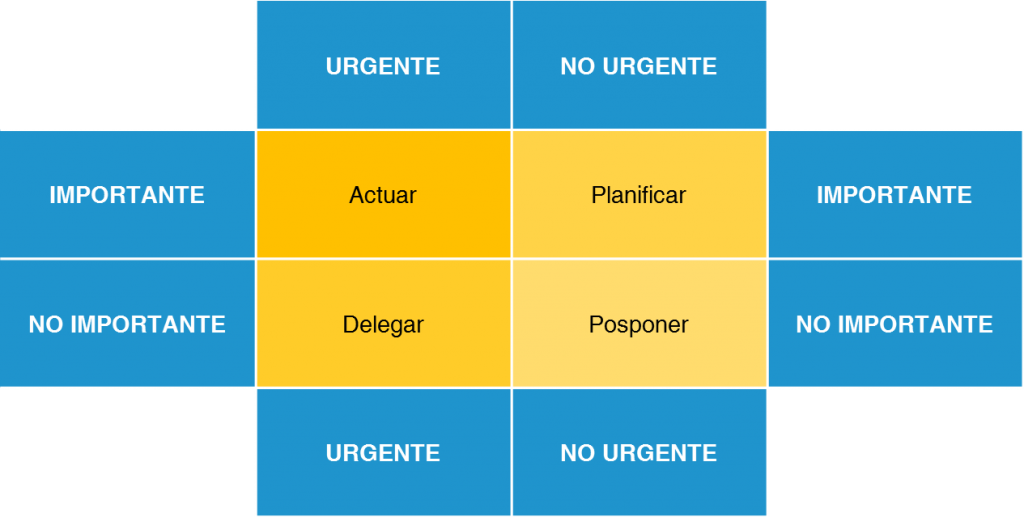 URGENTE
NO URGENTE
IMPORTANTE
Actuar
Planificar
IMPORTANTE
NO IMPORTANTE
Delegar
Posponer
NO IMPORTANTE
URGENTE
NO URGENTE